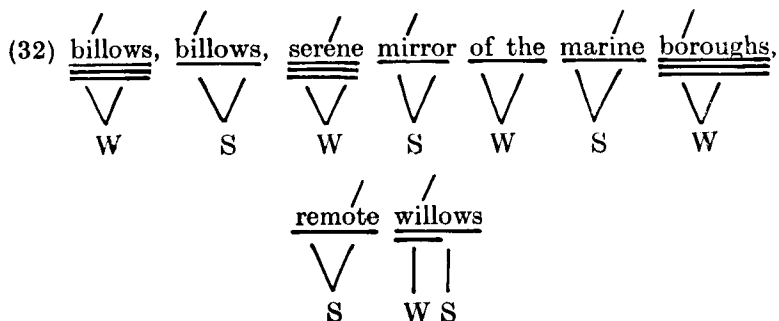 (32) billows, billows, serene mirror of the marine boroughs,
W S W S W S W
remote willows
S W S